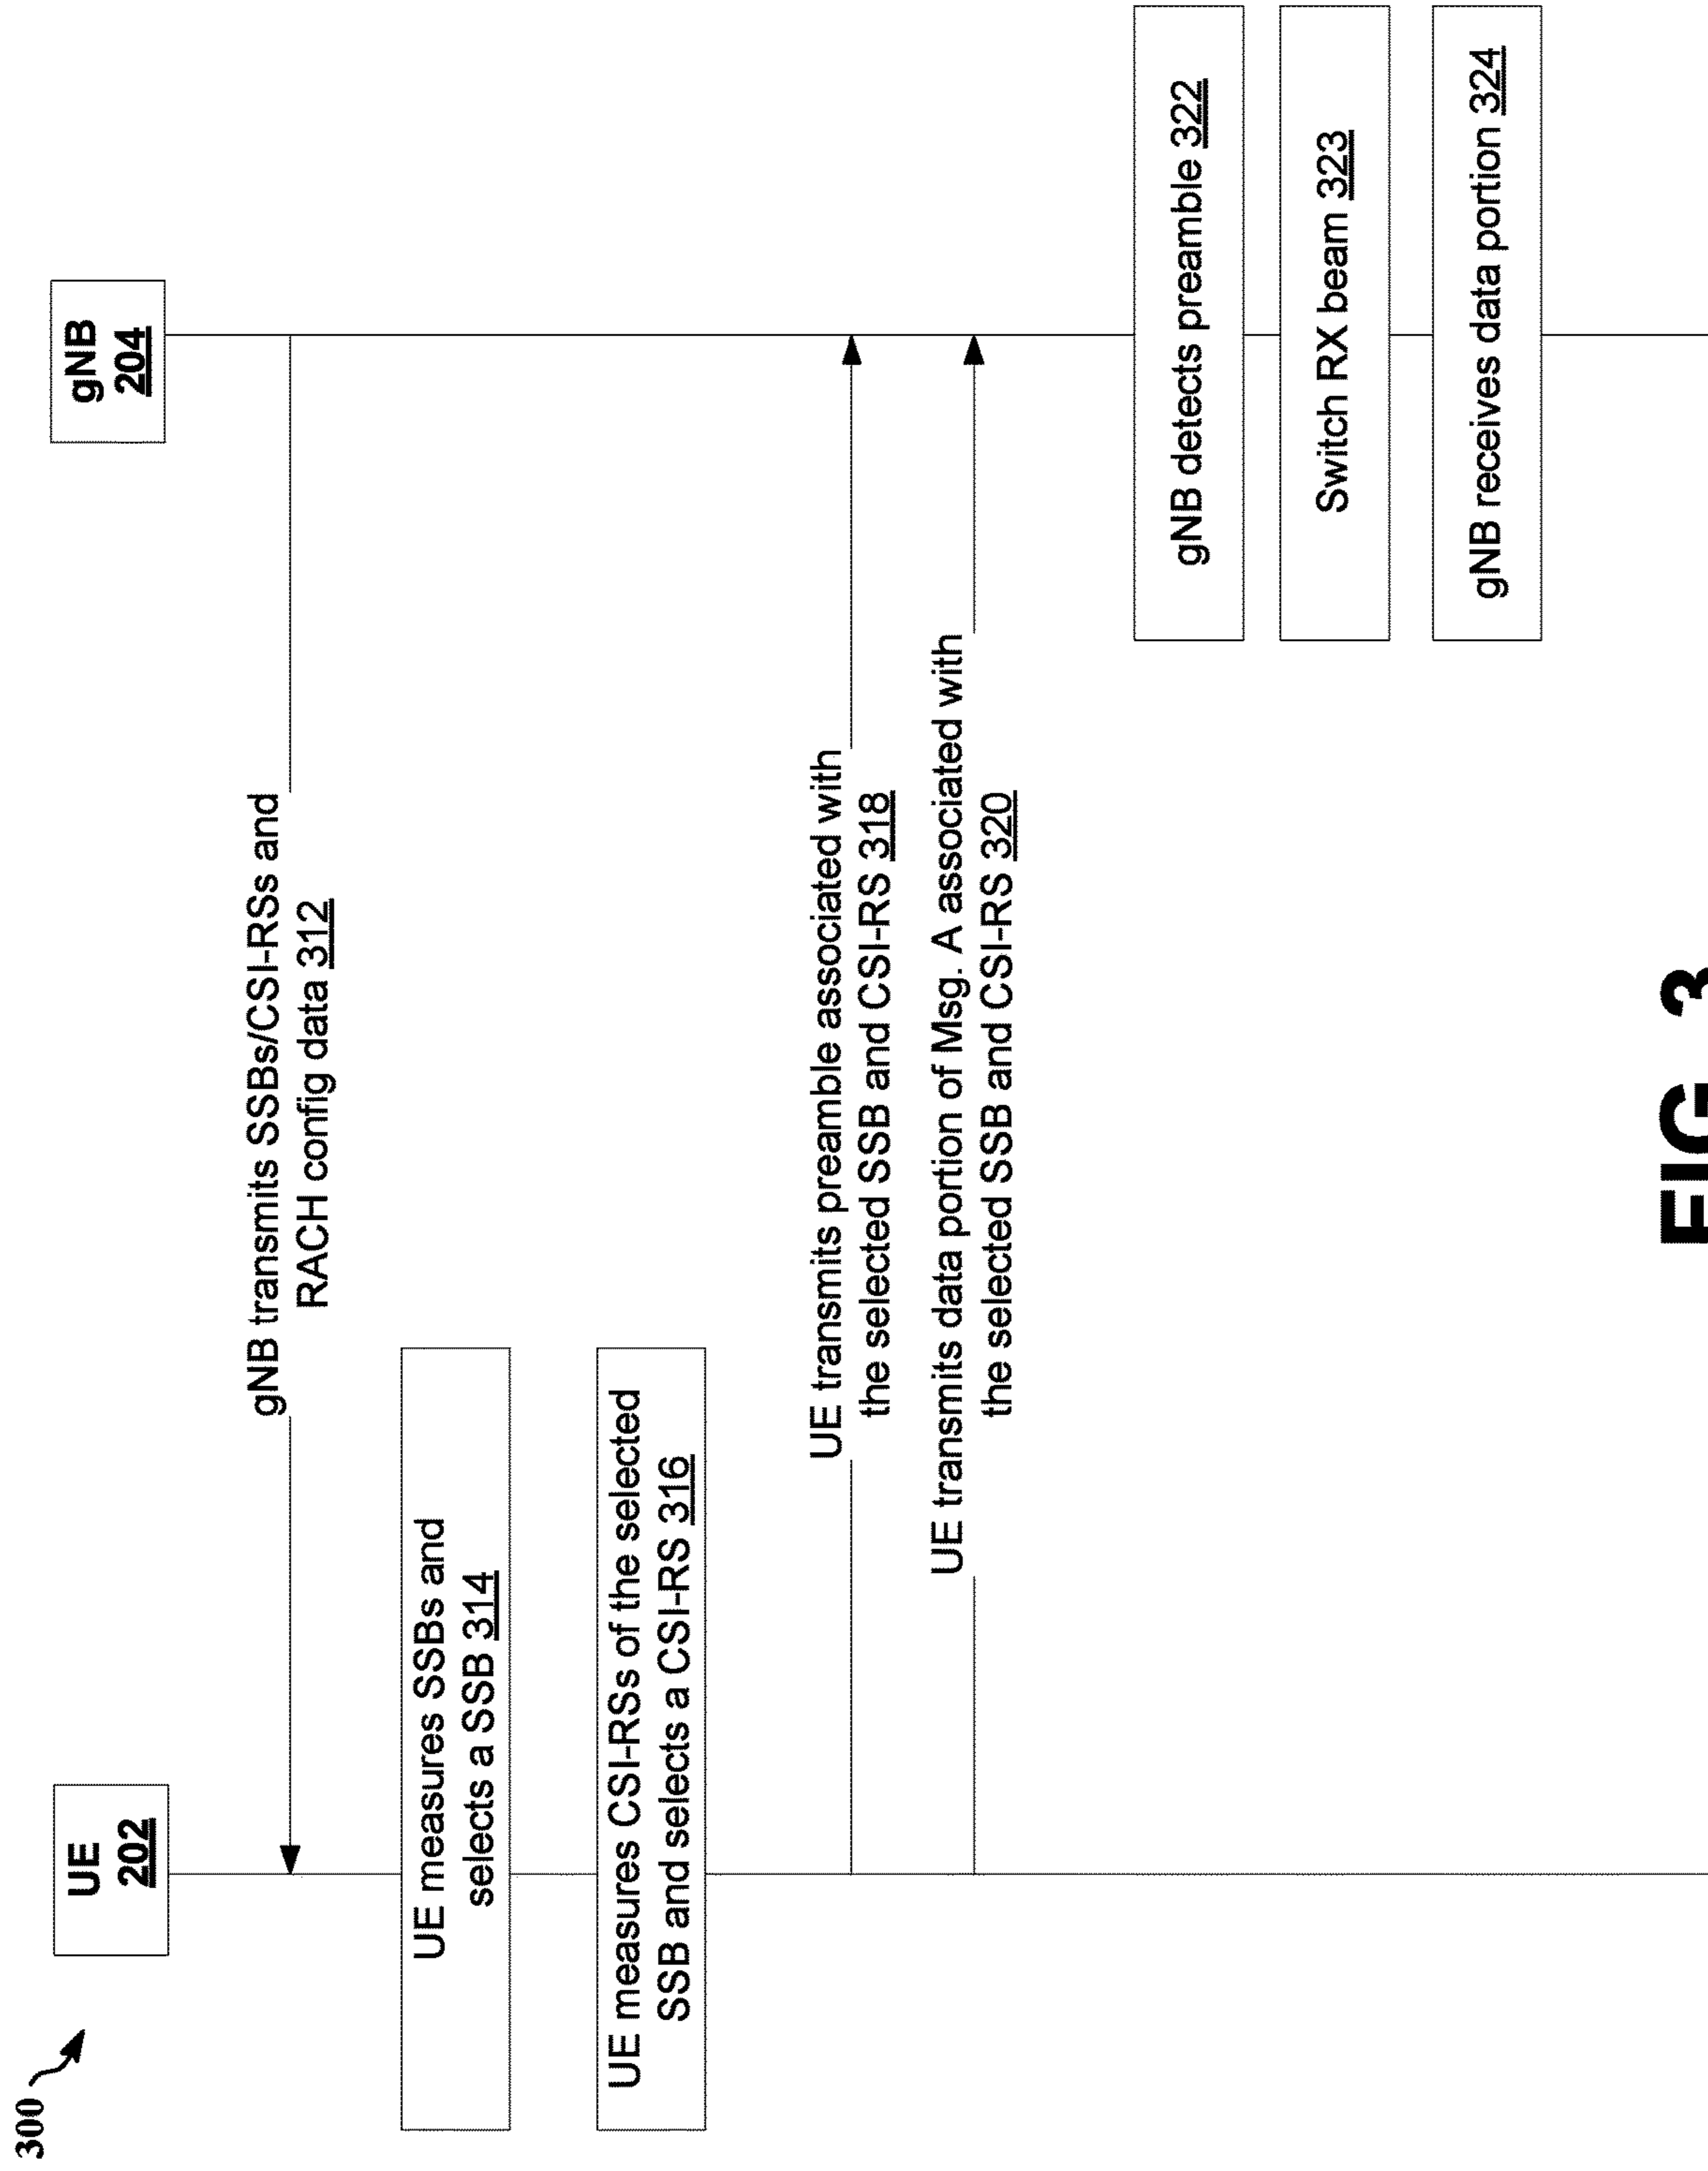 300
UE
202
gNB
204
gNB transmits SSBs/CSI-RSs and
RACH config data 312
UE measures SSBs and
selects a SSB 314
UE measures CSI-RSs of the selected
SSB and selects a CSI-RS 316
UE transmits preamble associated with
the selected SSB and CSI-RS 318
UE transmits data portion of Msg. A associated with
the selected SSB and CSI-RS 320
gNB detects preamble 322
Switch RX beam 323
gNB receives data portion 324
FIG. 3